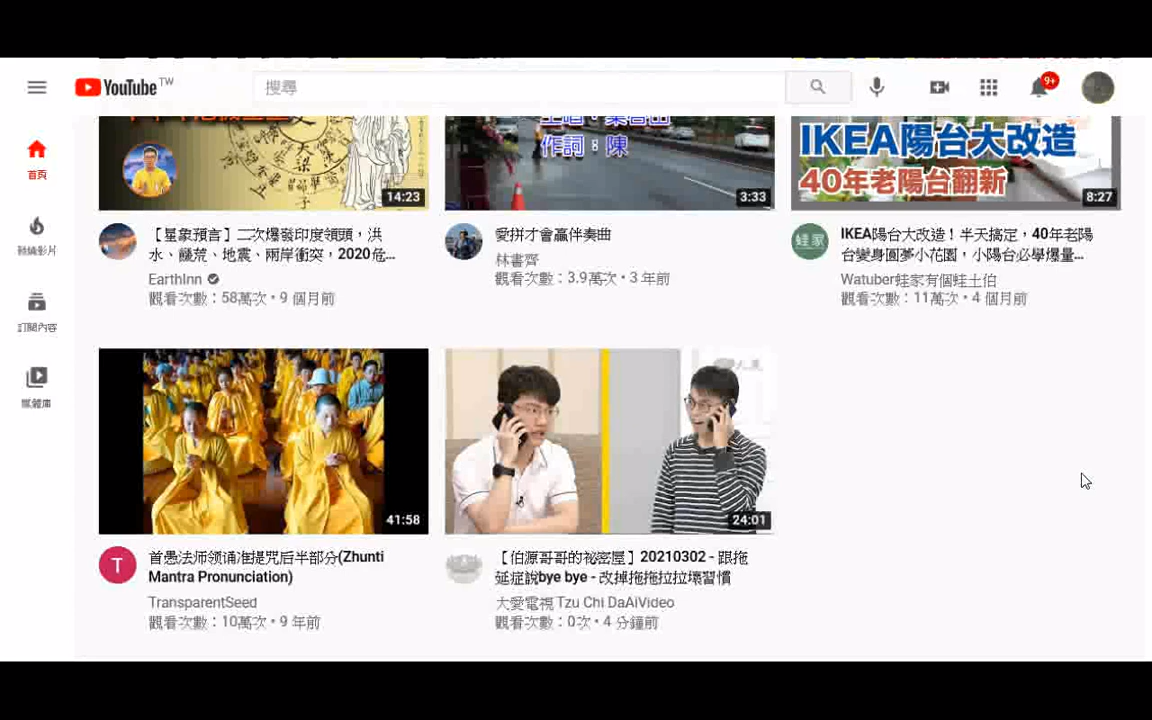 YouTube TW
搜尋
9+
首頁
發燒影片
訂閱內容
媒體庫
天梁
14:23
作詞：陳
3:33
IKEA陽台大改造
40年老陽台翻新
8:27
【星象預言】二次爆發印度領頭，洪
水、饑荒、地震、兩岸衝突，2020危...
EarthInn
觀看次數：58萬次 • 9 個月前
愛拼才會贏伴奏曲
林書齊
觀看次數：3.9萬次 • 3 年前
蛙家
IKEA陽台大改造！半天搞定，40年老陽
台變身圓夢小花園，小陽台必學爆量...
Watuber蛙家有個蛙土伯
觀看次數：11萬次 • 4 個月前
41:58
24:01
T
首愚法师领诵准提咒后半部分(Zhunti
Mantra Pronunciation)
TransparentSeed
觀看次數：10萬次 • 9 年前
【伯源哥哥的祕密屋】20210302 - 跟拖
延症說bye bye - 改掉拖拖拉拉壞習慣
大愛電視 Tzu Chi DaAiVideo
觀看次數：0次 • 4 分鐘前